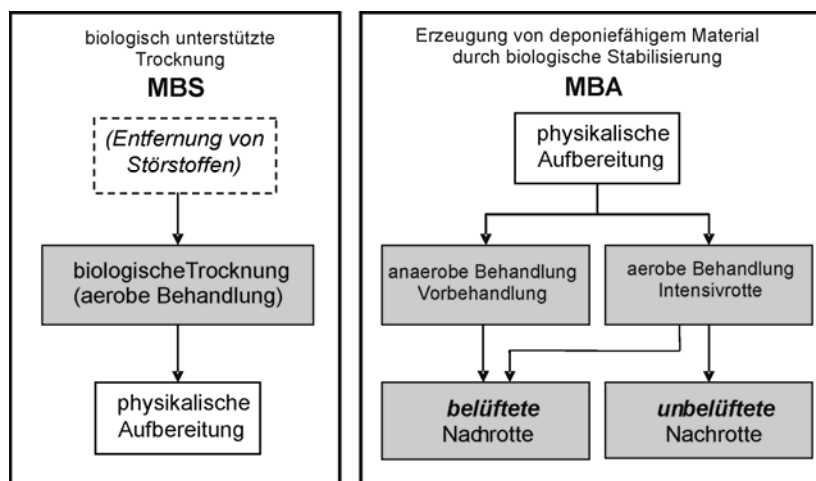 biologisch unterstützte
Trocknung
MBS
(Entfernung von
Störstoffen)
biologischeTrocknung
(aerobe Behandlung)
physikalische
Aufbereitung
Erzeugung von deponiefähigem Material
durch biologische Stabilisierung
MBA
physikalische
Aufbereitung
anaerobe Behandlung
Vorbehandlung
aerobe Behandlung
Intensivrotte
belüftete
Nachrotte
unbelüftete
Nachrotte